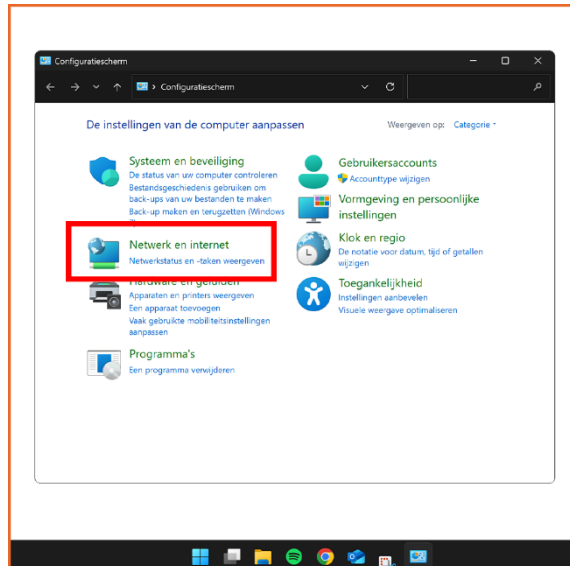 Configuratiescherm
Configuratiescherm
De instellingen van de computer aanpassen
Weergeven op: Categorie
Systeem en beveiliging
De status van uw computer controleren
Bestandsgeschiedenis gebruiken om
back-ups van uw bestanden te maken
Back-up maken en terugzetten (Windows
Netwerk en internet
Netwerkstatus en -taken weergeven
Hardware en geluiden
Apparaten en printers weergeven
Een apparaat toevoegen
Vaak gebruikte mobiliteitsinstellingen
aanpassen
Programma's
Een programma verwijderen
Gebruikersaccounts
Accounttype wijzigen
Vormgeving en persoonlijke
instellingen
Klok en regio
De notatie voor datum, tijd of getallen
wijzigen
Toegankelijkheid
Instellingen aanbevelen
Visuele weergave optimaliseren